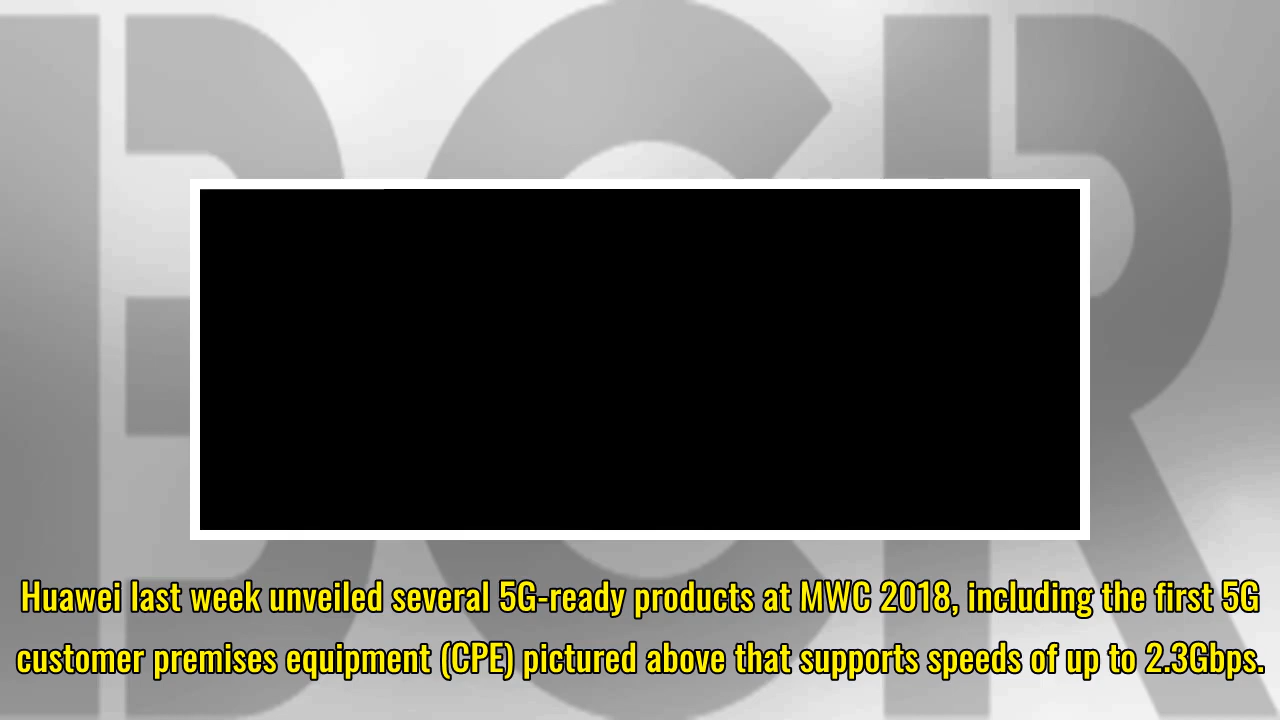 BCR
Huawei last week unveiled several 5G-ready products at MWC 2018, including the first 5G
customer premises equipment (CPE) pictured above that supports speeds of up to 2.3Gbps.